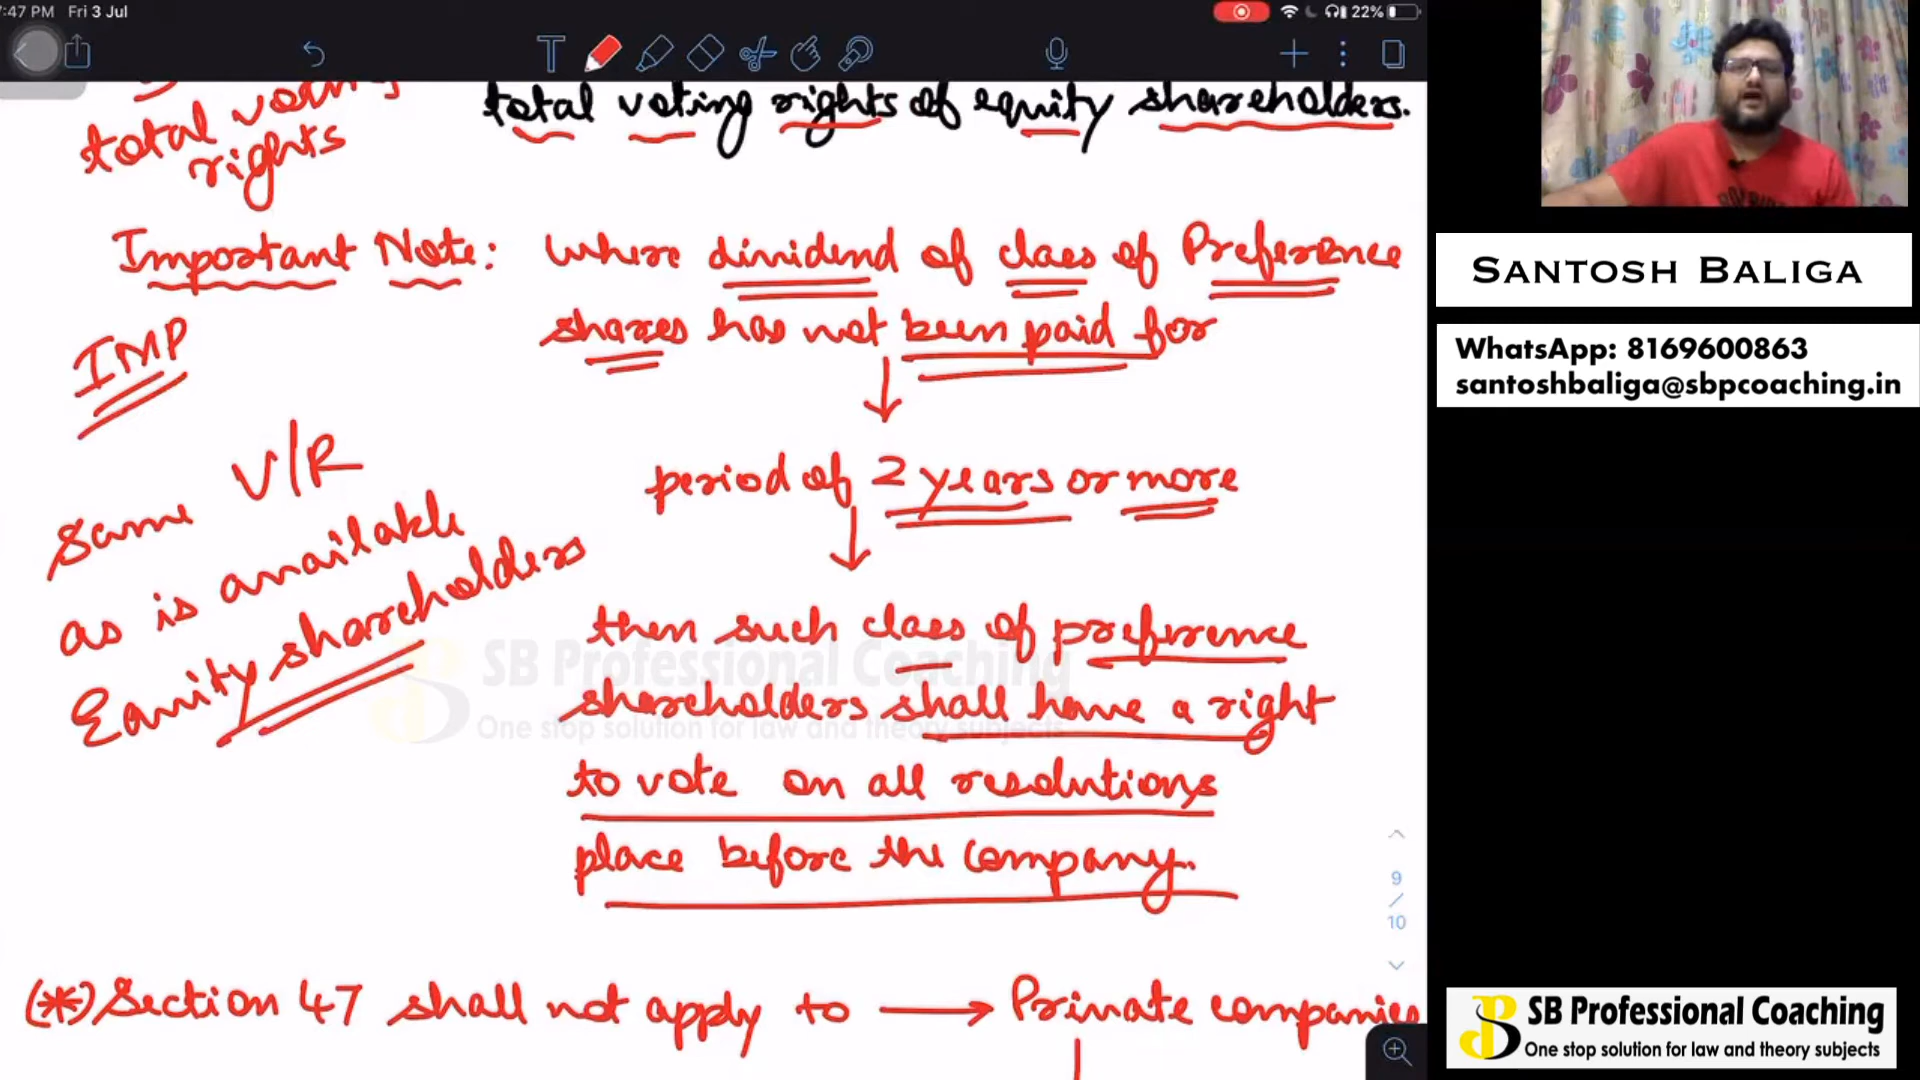 :47 PM Fri 3 Jul
22%
total voting rights of equity shareholders.
total voting
rights
Important Note: where dividend of class of Preference
shares has not been paid for
IMP
period of 2 years or more
same V/R
as is available
Equity shareholders
then such class of preference
shareholders shall have a right
to vote on all resolutions
place before the company.
SB Professional Coaching
One stop solution for law and theory subjects
9
/
10
(*) Section 47 shall not apply to → Private companies
SANTOSH BALIGA
WhatsApp: 8169600863
santoshbaliga@sbpcoaching.in
SB Professional Coaching
One stop solution for law and theory subjects